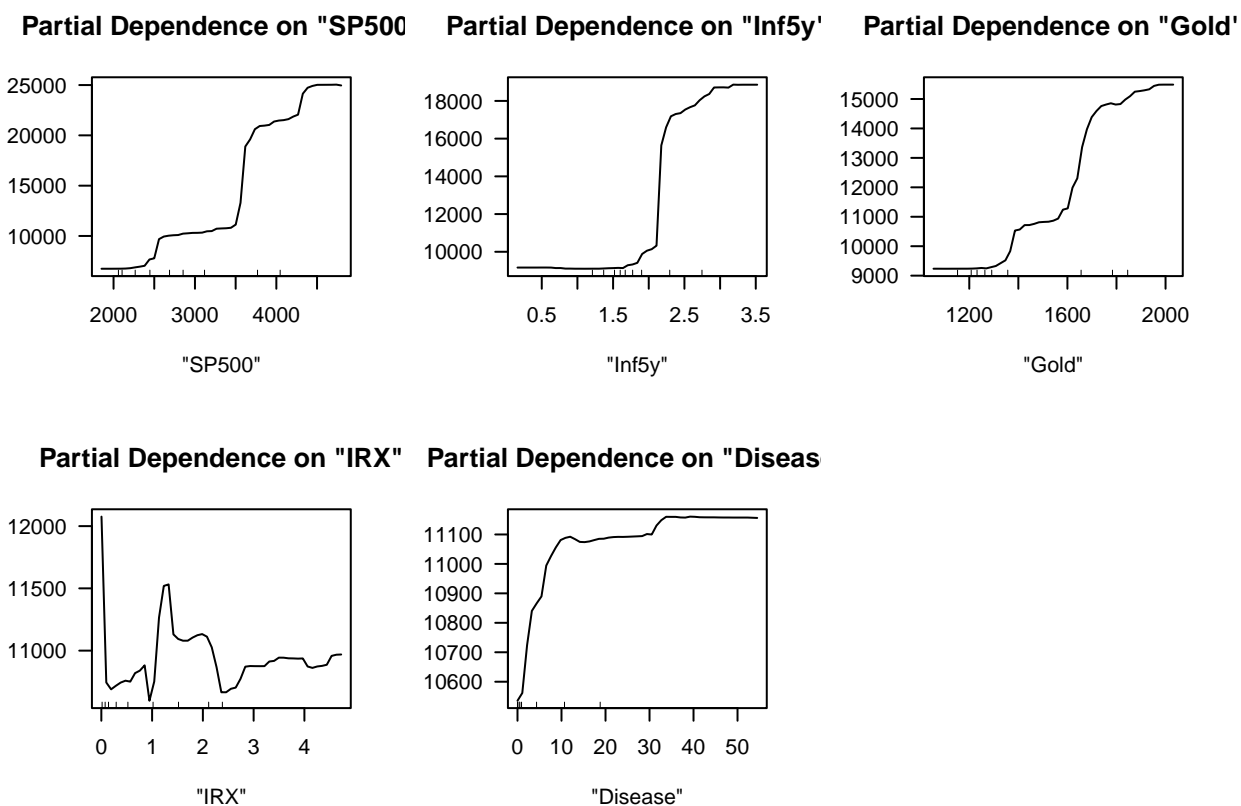 Partial Dependence on "SP500
25000
20000
15000
10000
2000 3000 4000
"SP500"
Partial Dependence on "Inf5y'
18000
16000
14000
12000
10000
0.5 1.5 2.5 3.5
"Inf5y"
Partial Dependence on "Gold'
15000
14000
13000
12000
11000
10000
9000
1200 1600 2000
"Gold"
Partial Dependence on "IRX"
12000
11500
11000
0 1 2 3 4
"IRX"
Partial Dependence on "Diseas
11100
11000
10900
10800
10700
10600
0 10 20 30 40 50
"Disease"